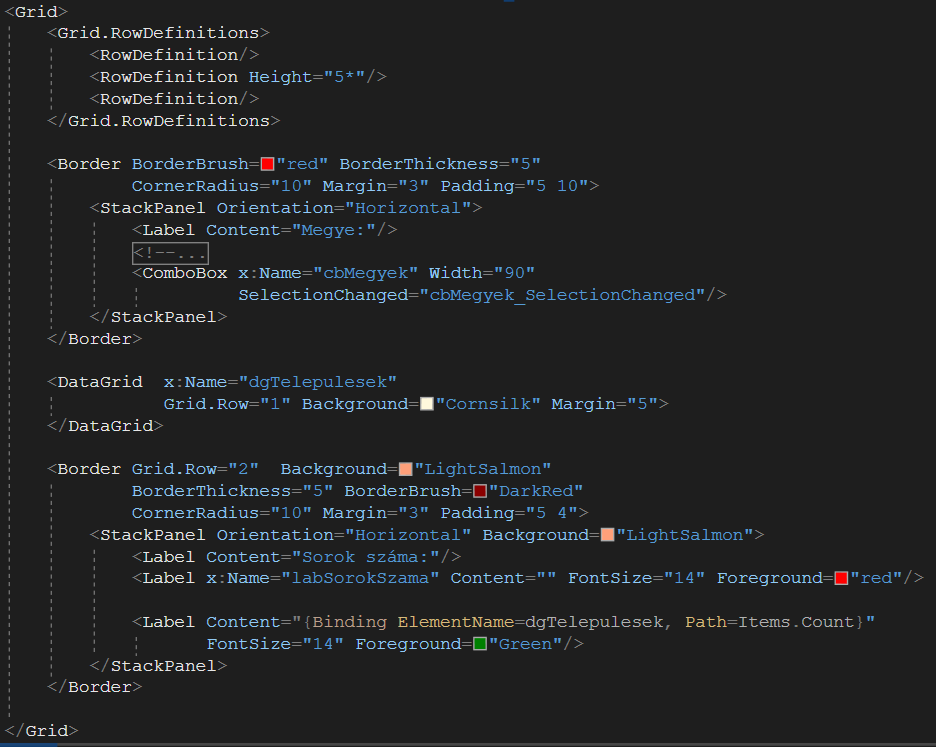 <Grid>
<Grid.RowDefinitions>
<RowDefinition/>
<RowDefinition Height="5*"/>
<RowDefinition/>
</Grid.RowDefinitions>
<Border BorderBrush="red" BorderThickness="5"
CornerRadius="10" Margin="3" Padding="5 10">
<StackPanel Orientation="Horizontal">
<Label Content="Megye:"/>
<!--...
<ComboBox x:Name="cbMegyek" Width="90"
SelectionChanged="cbMegyek_SelectionChanged"/>
</StackPanel>
</Border>
<DataGrid  x:Name="dgTelepulesek"
Grid.Row="1" Background="Cornsilk" Margin="5">
</DataGrid>
<Border Grid.Row="2"  Background="LightSalmon"
BorderThickness="5" BorderBrush="DarkRed"
CornerRadius="10" Margin="3" Padding="5 4">
<StackPanel Orientation="Horizontal" Background="LightSalmon">
<Label Content="Sorok száma:"/>
<Label x:Name="labSorokSzama" Content="" FontSize="14" Foreground="red"/>
<Label Content="{Binding ElementName=dgTelepulesek, Path=Items.Count}"
FontSize="14" Foreground="Green"/>
</StackPanel>
</Border>
</Grid>